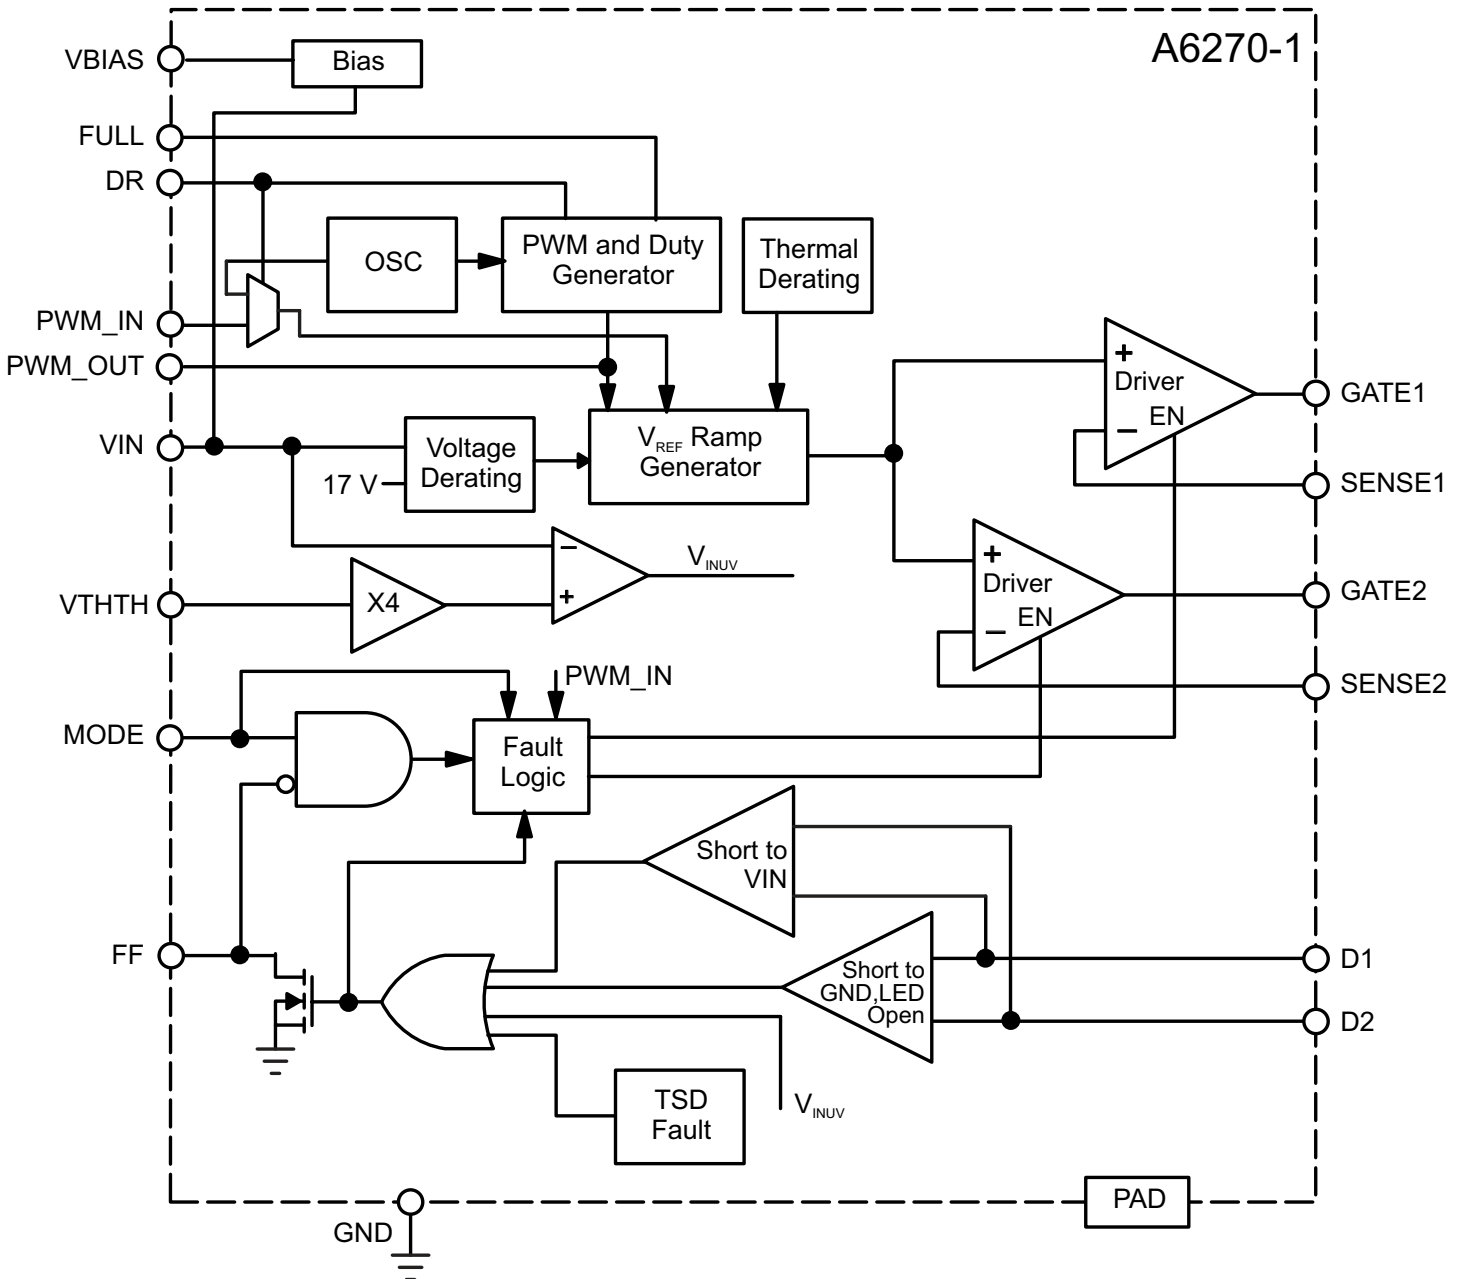 A6270-1
VBIAS
Bias
FULL
DR
OSC
PWM and Duty
Generator
Thermal
Derating
PWM_IN
PWM_OUT
+
Driver
EN
−
GATE1
VIN
Voltage
Derating
17 V
VREF Ramp
Generator
SENSE1
−
+
VINUV
+
Driver
EN
−
GATE2
VTHTH
X4
PWM_IN
SENSE2
MODE
Fault
Logic
Short to
VIN
FF
Short to
GND,LED
Open
D1
D2
TSD
Fault
VINUV
PAD
GND